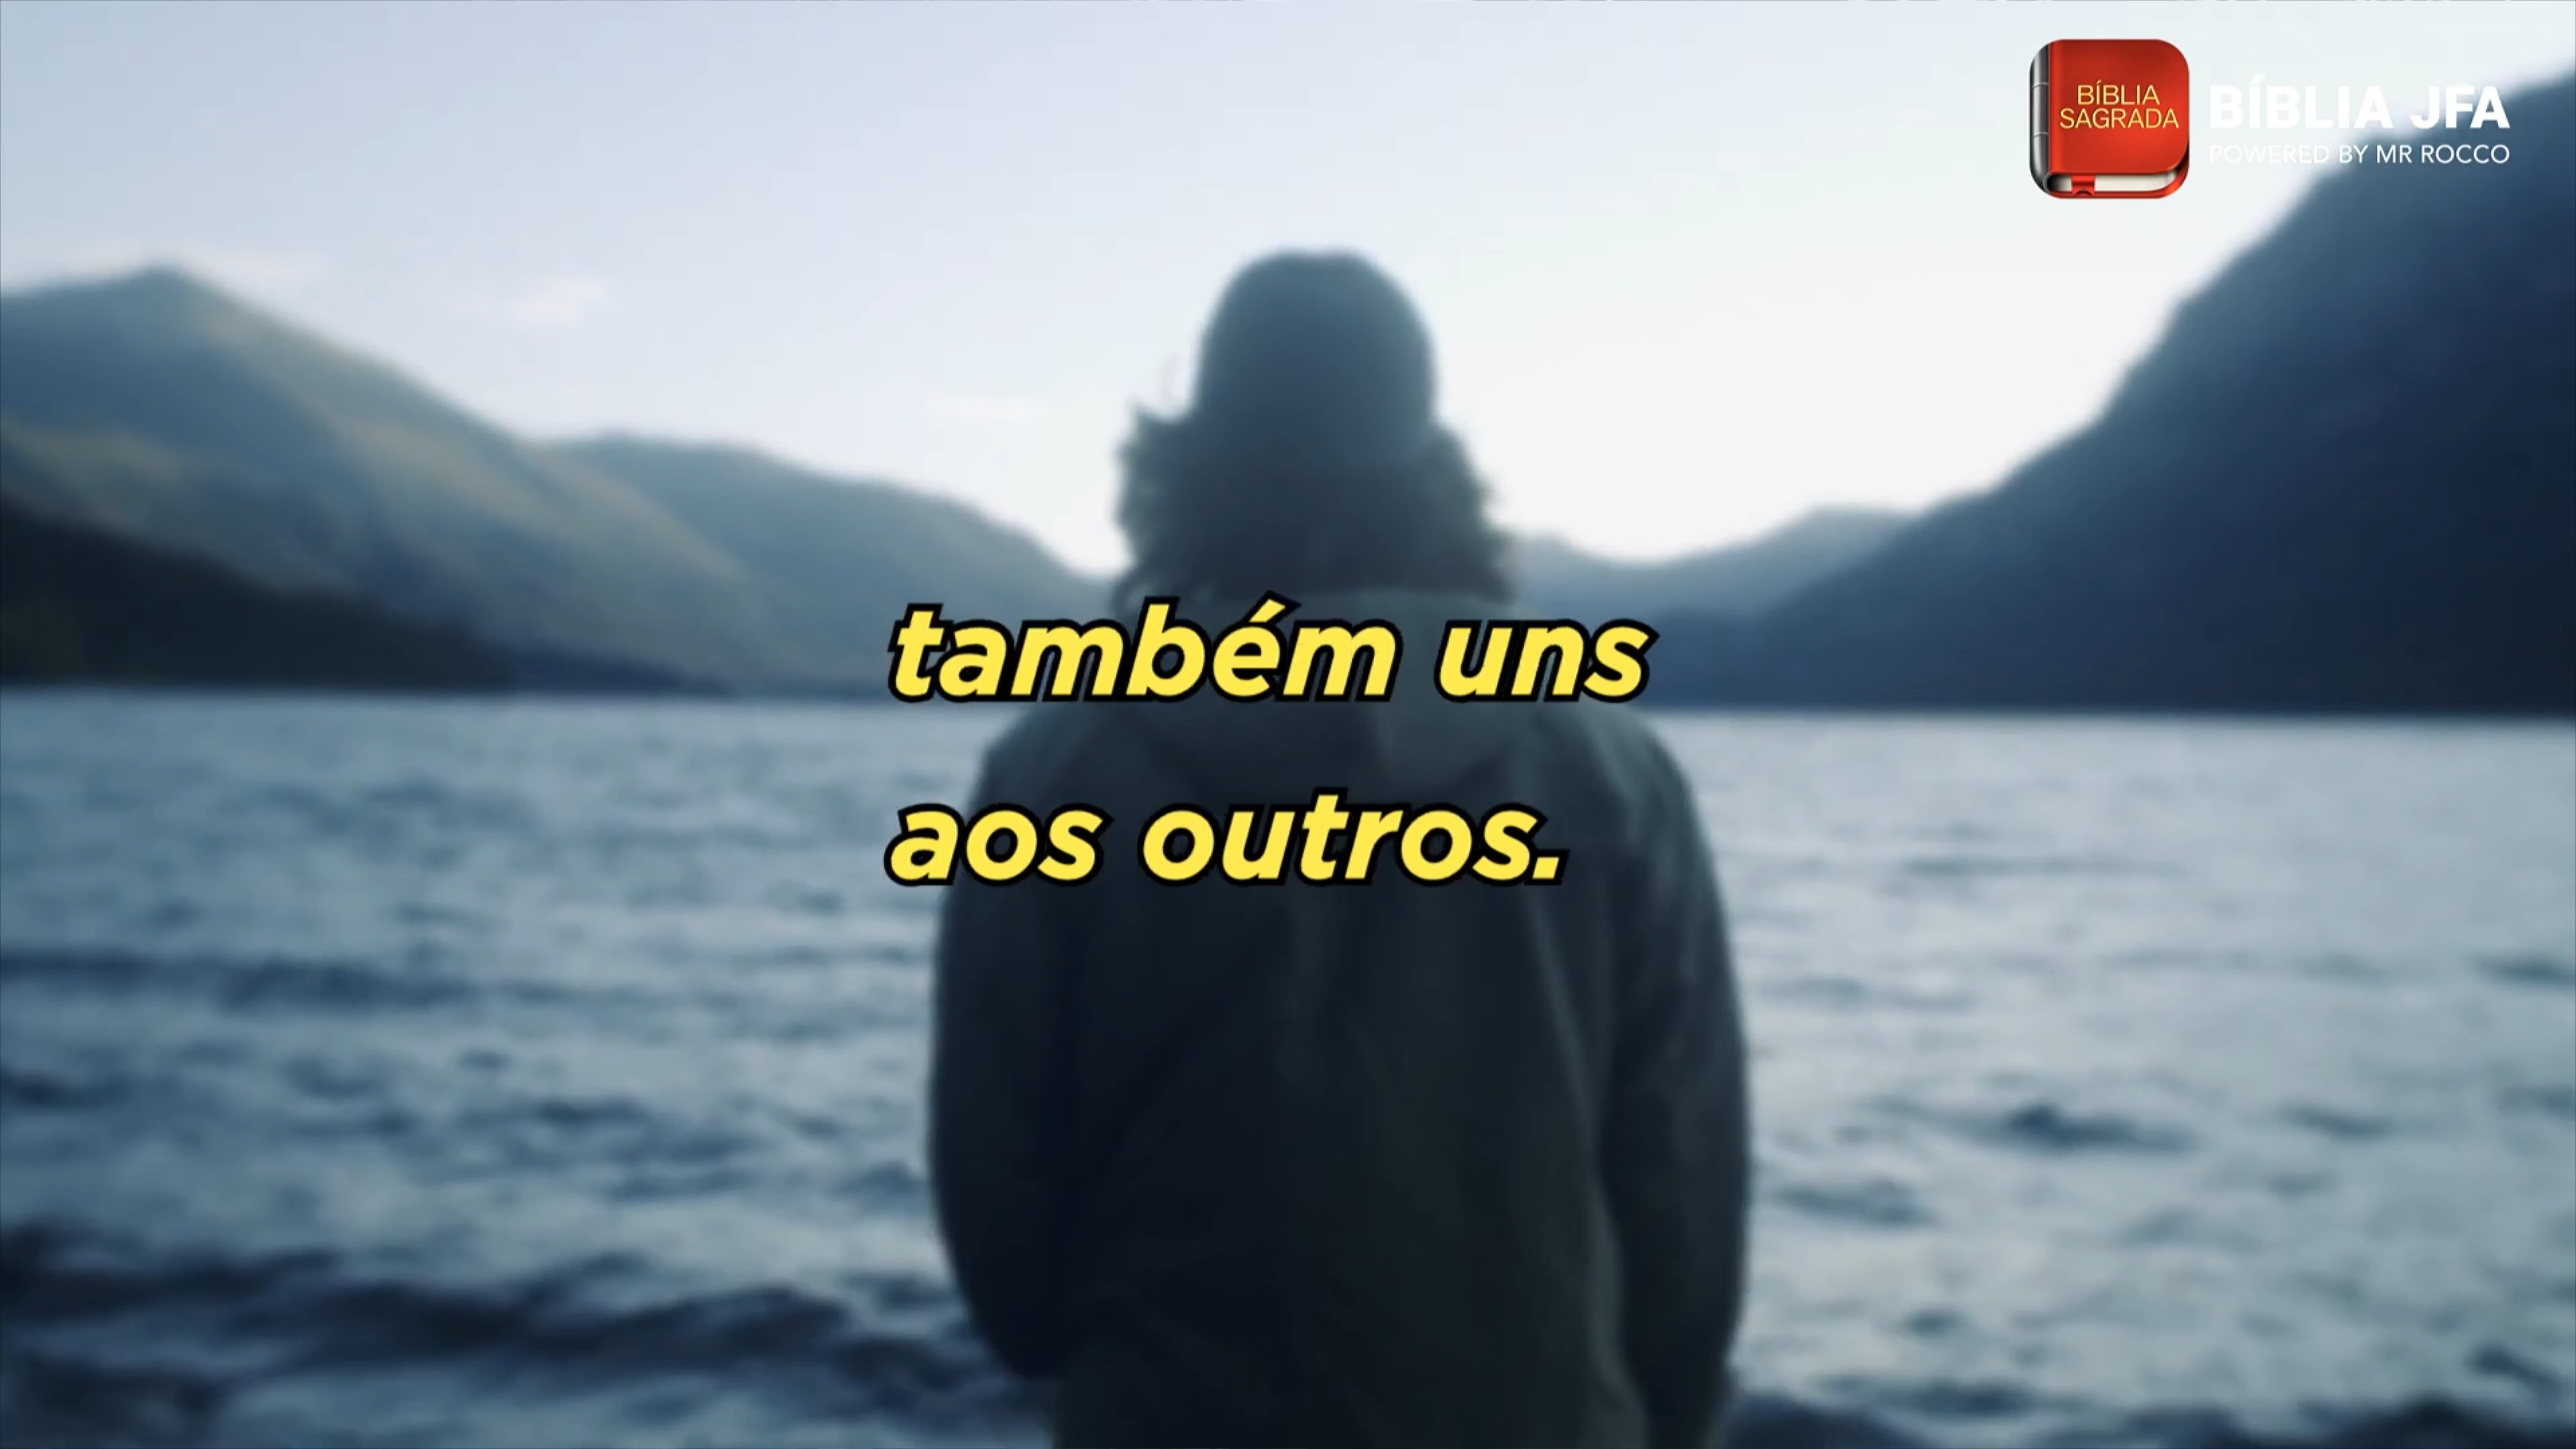 BÍBLIA
SAGRADA
BÍBLIA JFA
POWERED BY MR ROCCO
também uns
aos outros.